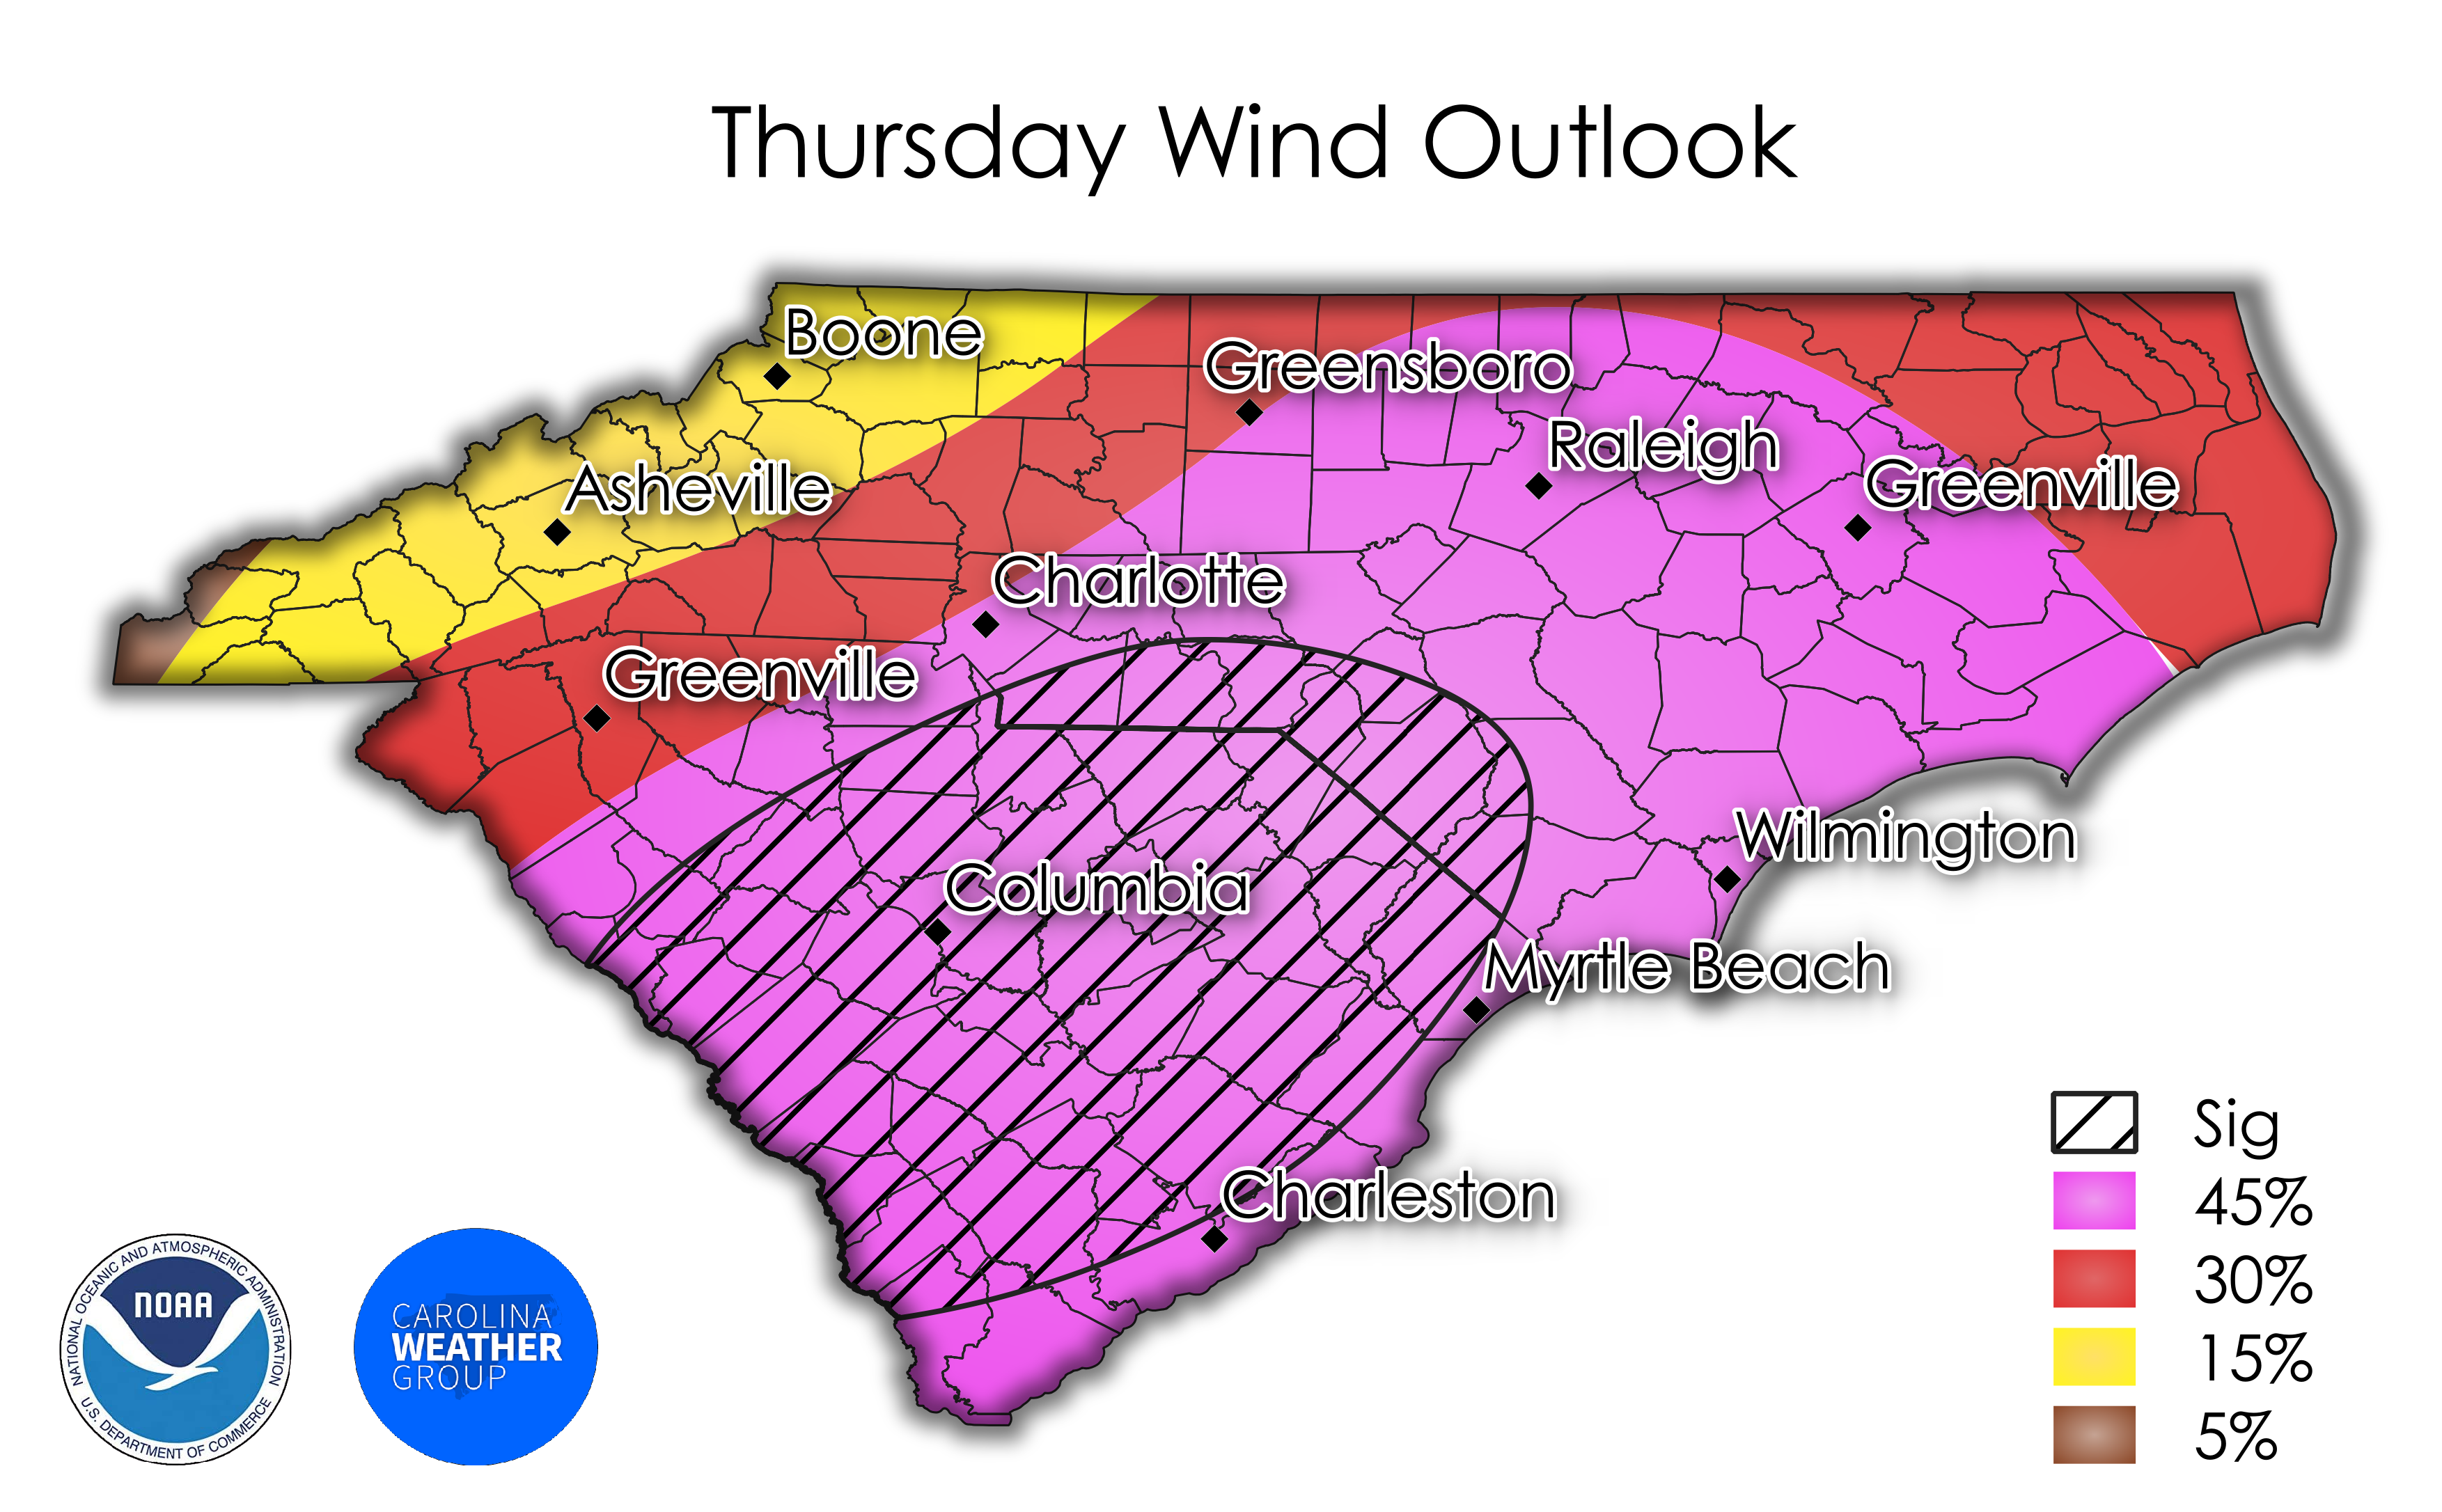 Thursday Wind Outlook
Boone
Greensboro
Raleigh
Asheville
Greenville
Charlotte
Greenville
Wilmington
Columbia
Myrtle Beach
Charleston
Sig
45%
30%
15%
5%
NATIONAL OCEANIC AND ATMOSPHERIC ADMINISTRATION
NOAA
U.S. DEPARTMENT OF COMMERCE
CAROLINA
WEATHER
GROUP